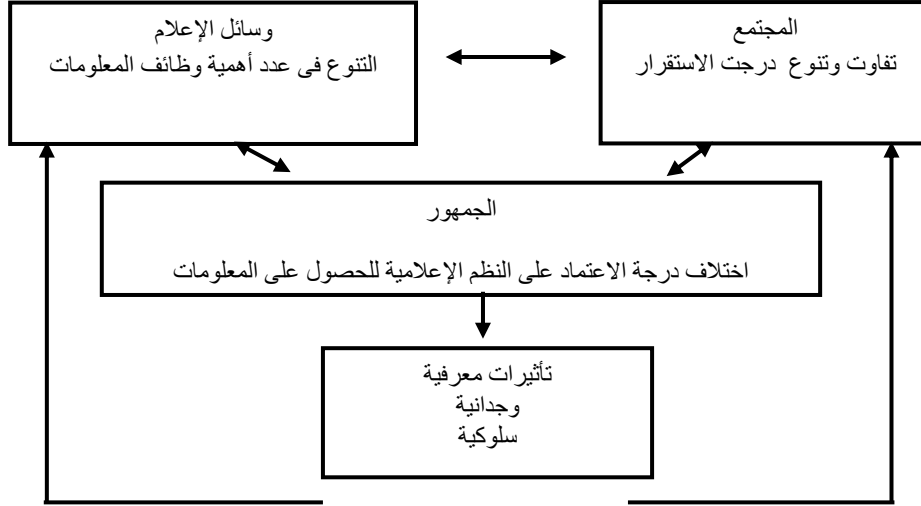 المجتمع
تفاوت وتنوع درجت الاستقرار
وسائل الإعلام
التنوع فى عدد أهمية وظائف المعلومات
الجمهور
اختلاف درجة الاعتماد على النظم الإعلامية للحصول على المعلومات
تأثيرات معرفية
وجدانية
سلوكية